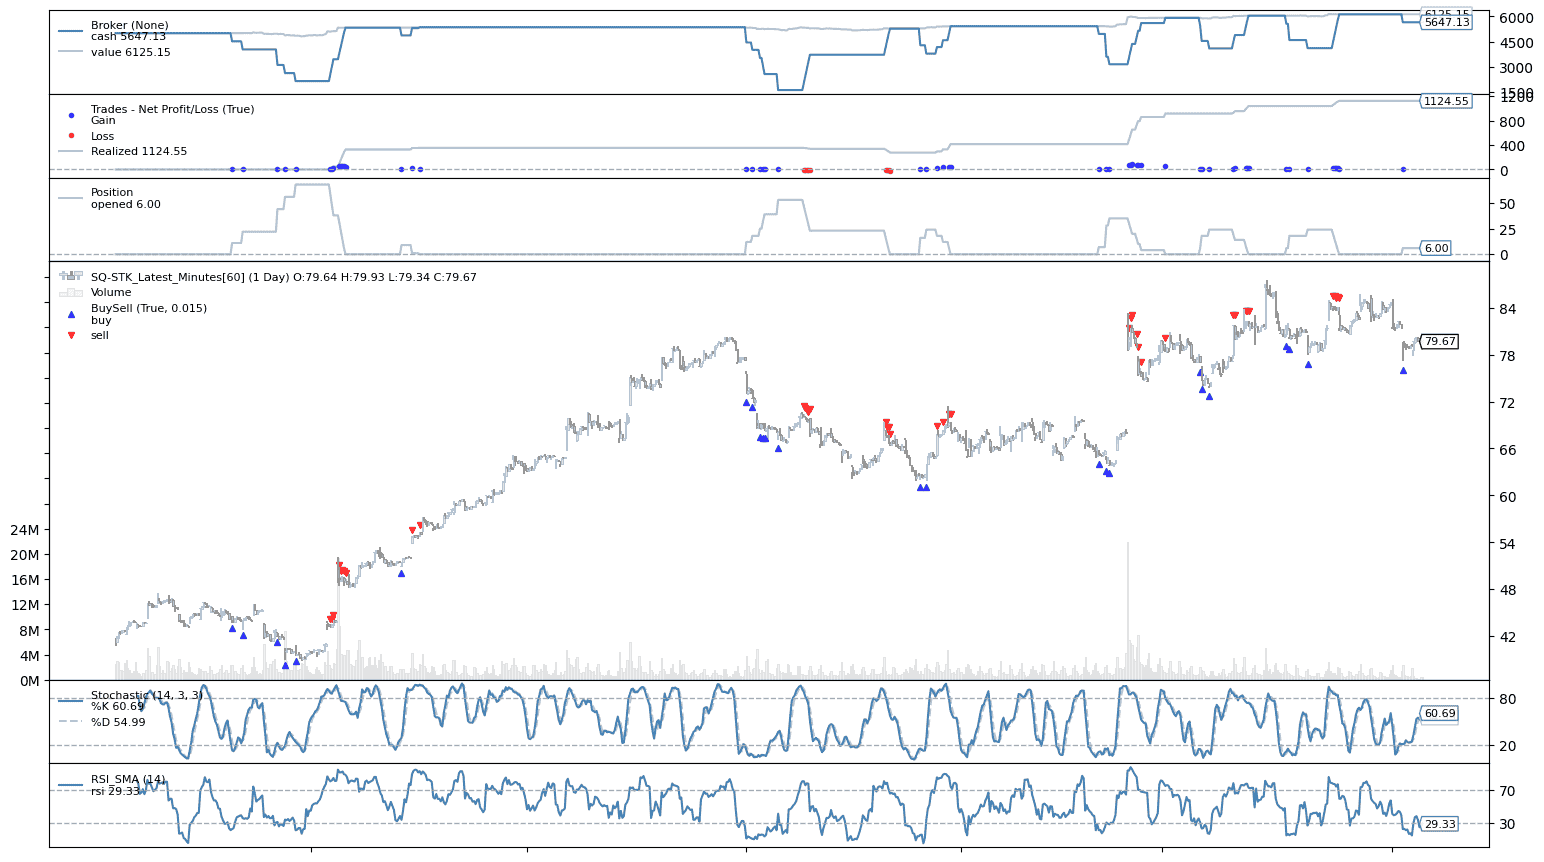 Broker (None)
cash 5647.13
value 6125.15
6125.15
6000
5647.13
4500
3000
1500
Trades - Net Profit/Loss (True)
Gain
Loss
Realized 1124.55
1200
1124.55
800
400
0
Position
opened 6.00
50
25
6.00
0
SQ-STK_Latest_Minutes[60] (1 Day) O:79.64 H:79.93 L:79.34 C:79.67
Volume
BuySell (True, 0.015)
buy
sell
84
79.67
78
72
66
60
54
48
42
24M
20M
16M
12M
8M
4M
0M
Stochastic (14, 3, 3)
%K 60.69
%D 54.99
80
60.69
20
RSI_SMA (14)
rsi 29.33
70
30
29.33